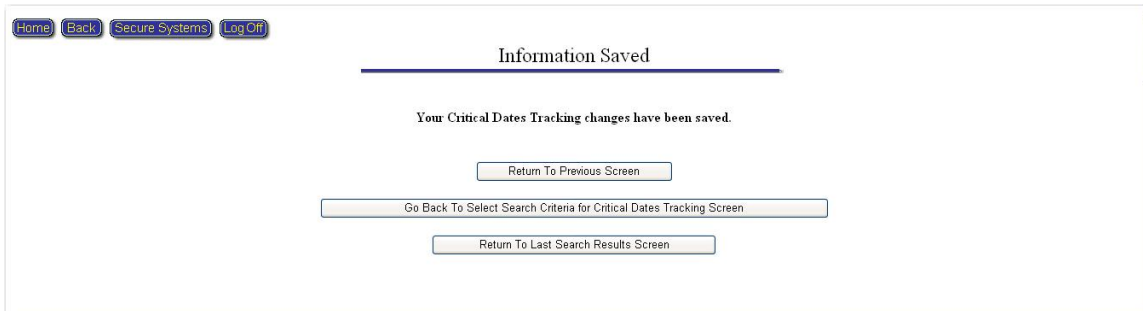 Home Back Secure Systems Log Off
Information Saved
Your Critical Dates Tracking changes have been saved.
Return To Previous Screen
Go Back To Select Search Criteria for Critical Dates Tracking Screen
Return To Last Search Results Screen